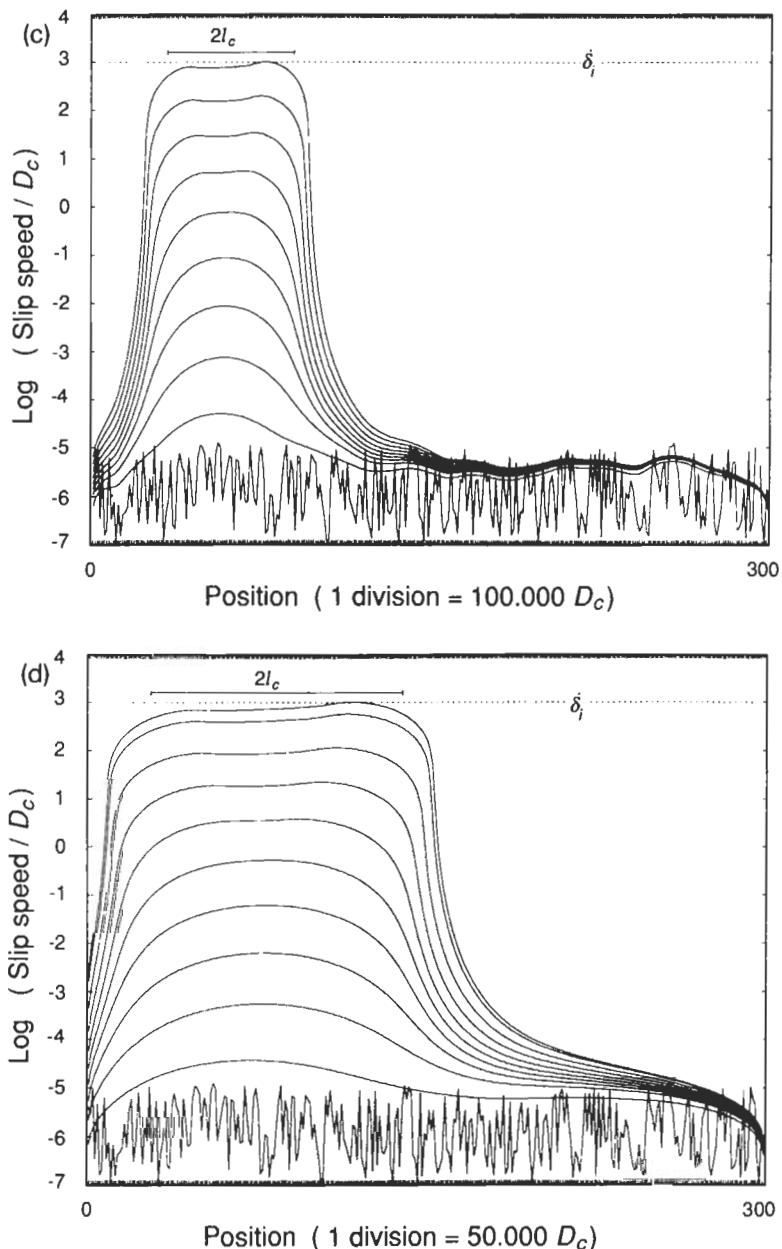 (c)
4
2l_c
3
δ̇_i
2
1
0
-1
-2
-3
-4
-5
-6
-7
Log ( Slip speed / D_c)
0
300
Position ( 1 division = 100.000 D_c)
(d)
4
2l_c
3
δ̇_i
2
1
0
-1
-2
-3
-4
-5
-6
-7
Log ( Slip speed / D_c)
0
300
Position ( 1 division = 50.000 D_c)